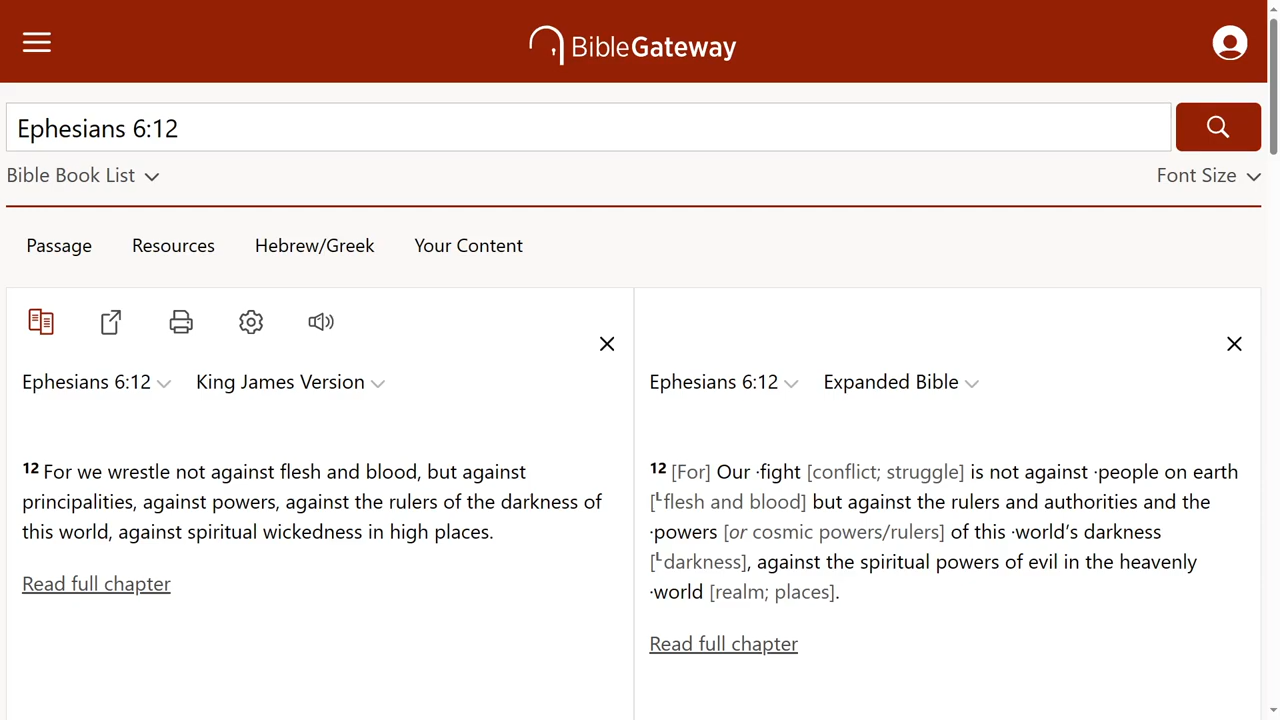 BibleGateway
Ephesians 6:12
Bible Book List
Font Size
Passage
Resources
Hebrew/Greek
Your Content
Ephesians 6:12
King James Version
12 For we wrestle not against flesh and blood, but against
principalities, against powers, against the rulers of the darkness of
this world, against spiritual wickedness in high places.
Read full chapter
Ephesians 6:12
Expanded Bible
12 [For] Our ·fight [conflict; struggle] is not against ·people on earth
[ᴸflesh and blood] but against the rulers and authorities and the
·powers [or cosmic powers/rulers] of this ·world’s darkness
[ᴸdarkness], against the spiritual powers of evil in the heavenly
·world [realm; places].
Read full chapter